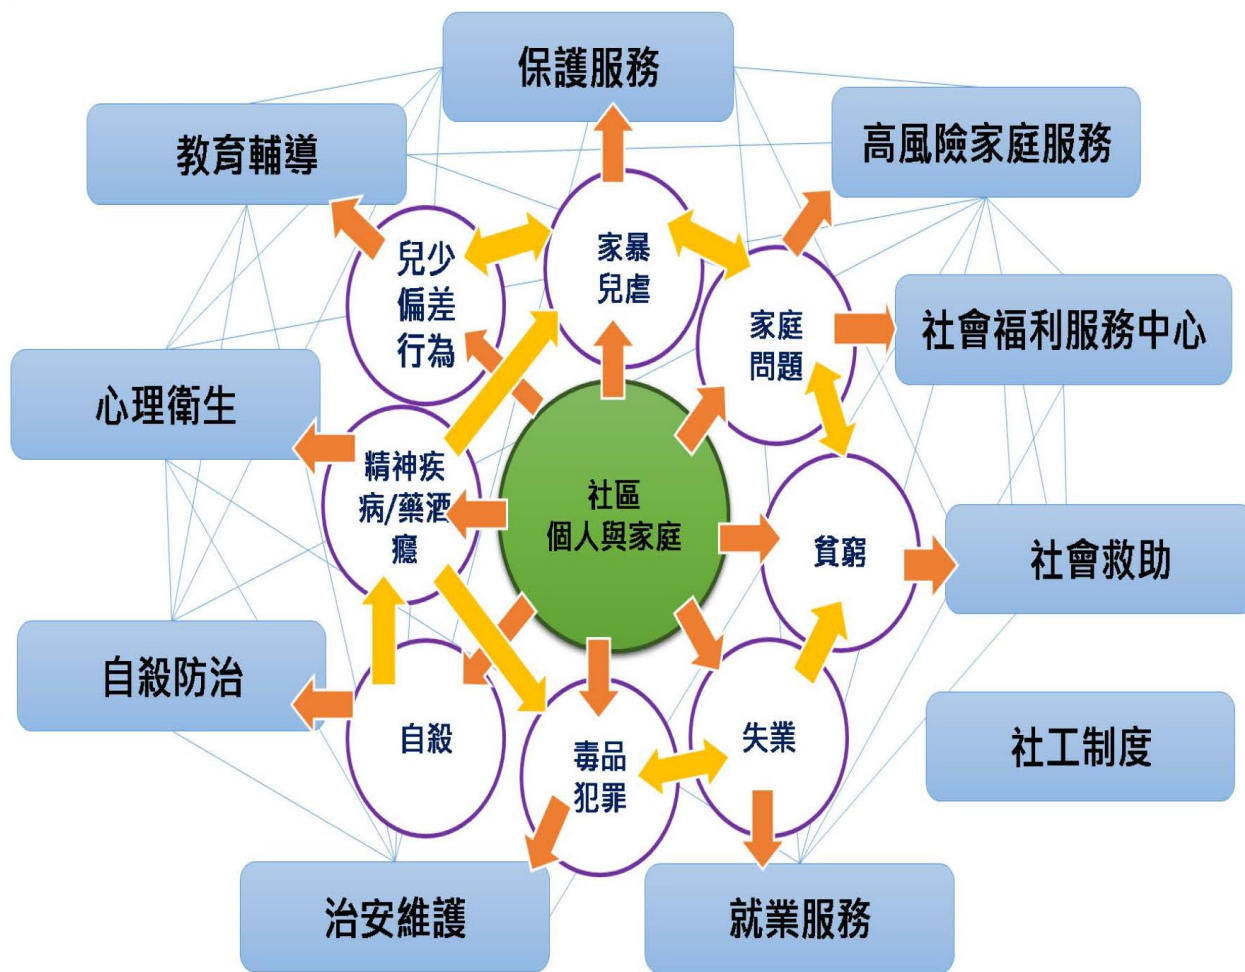 保護服務
教育輔導
高風險家庭服務
兒少
偏差
行為
家暴
兒虐
家庭
問題
社會福利服務中心
心理衛生
精神疾
病/藥酒
癮
社區
個人與家庭
貧窮
社會救助
自殺防治
自殺
毒品
犯罪
失業
社工制度
治安維護
就業服務